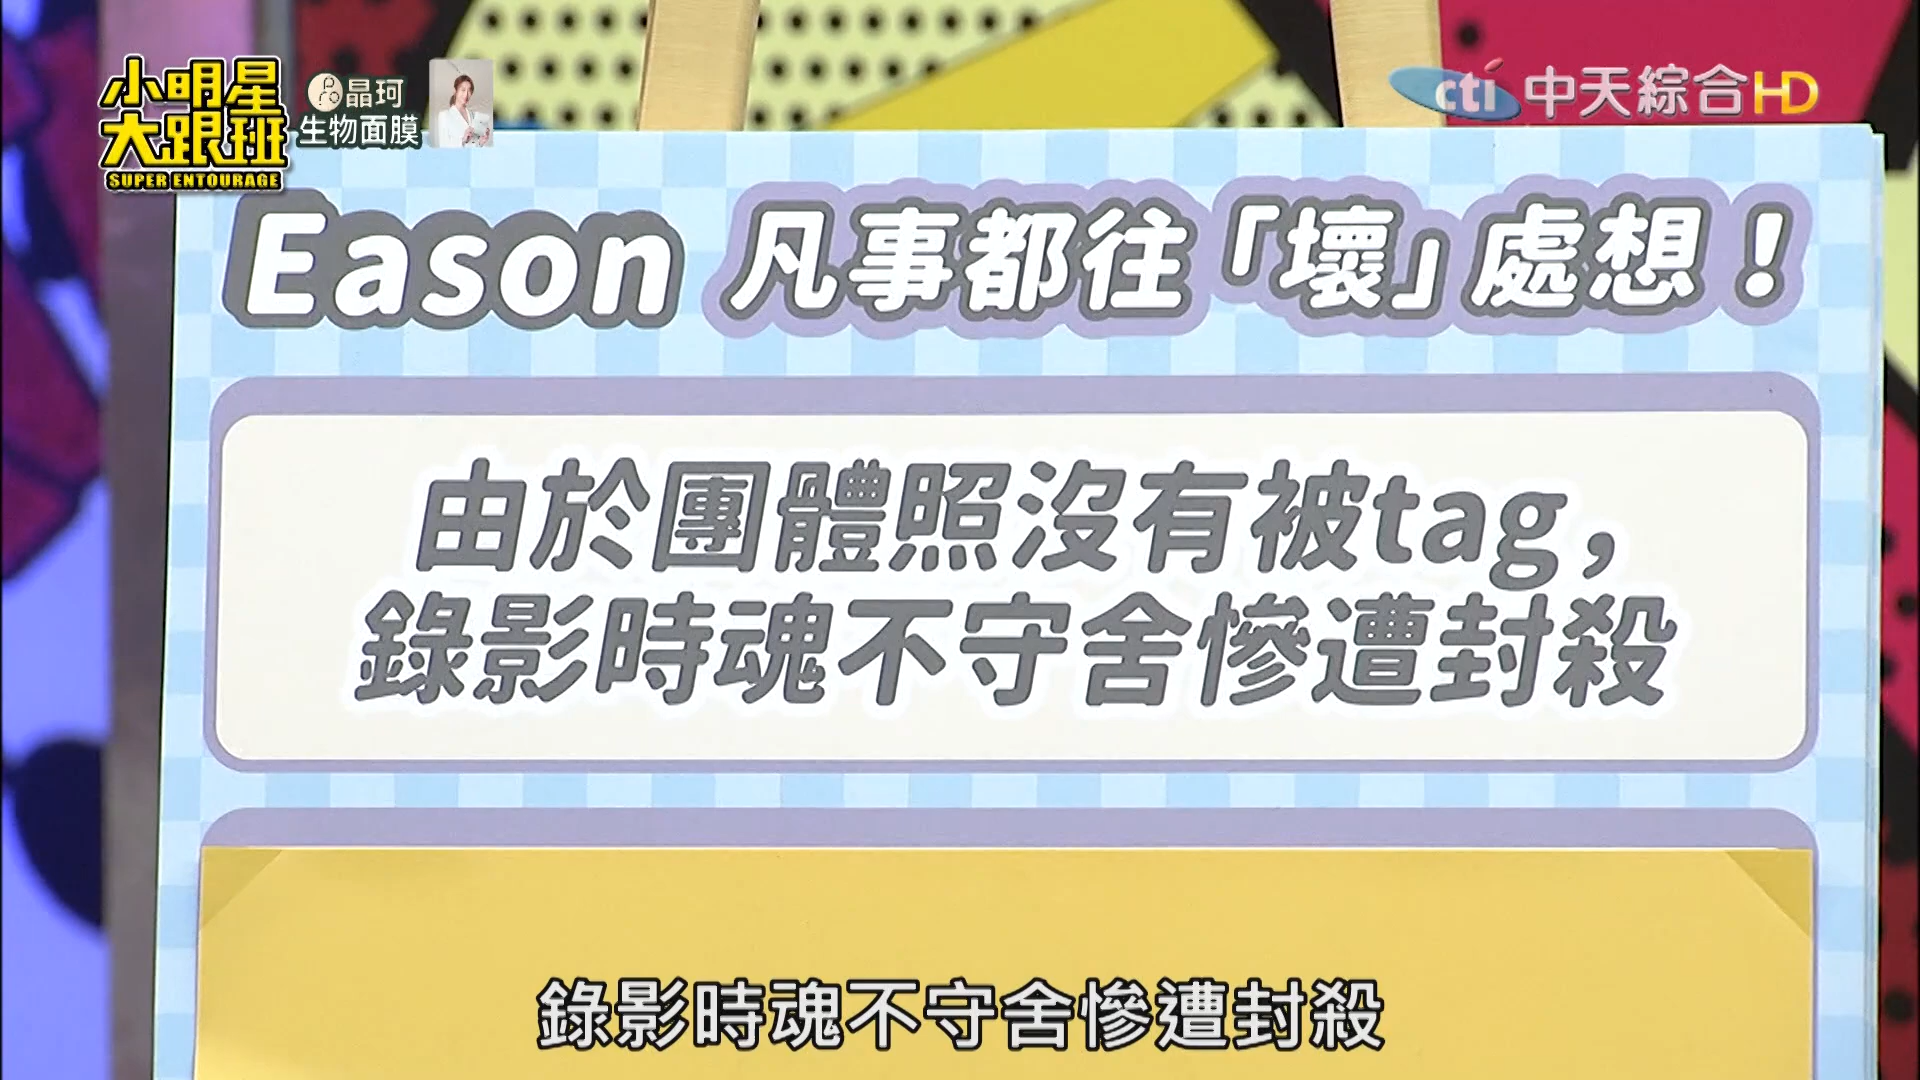 小明星
大跟班
SUPER ENTOURAGE
Pro 晶珂
生物面膜
cti 中天綜合HD
Eason 凡事都往「壞」處想！
由於團體照沒有被tag，
錄影時魂不守舍慘遭封殺
錄影時魂不守舍慘遭封殺